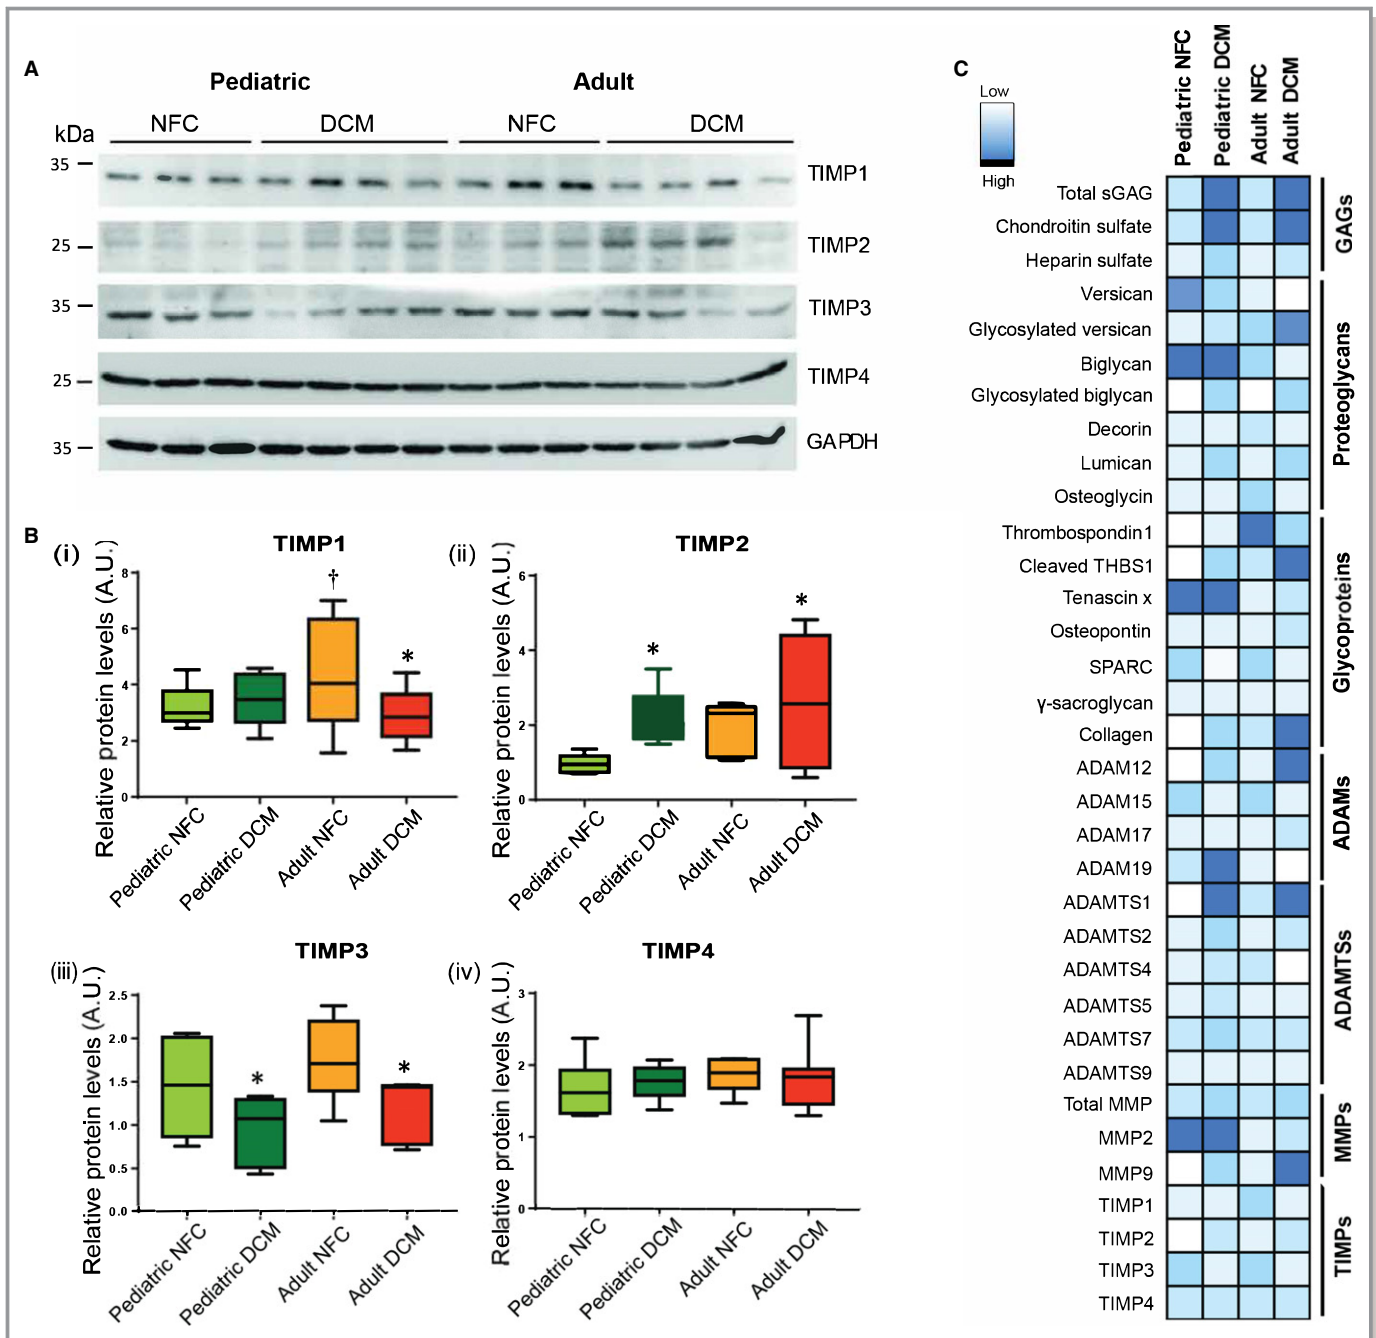 A
Pediatric
Adult
NFC
DCM
NFC
DCM
kDa
35
TIMP1
25
TIMP2
35
TIMP3
25
TIMP4
35
GAPDH
B
(i)
TIMP1
Relative protein levels (A.U.)
8
6
4
2
0
†
*
Pediatric NFC
Pediatric DCM
Adult NFC
Adult DCM
(ii)
TIMP2
Relative protein levels (A.U.)
6
4
2
0
*
*
Pediatric NFC
Pediatric DCM
Adult NFC
Adult DCM
(iii)
TIMP3
Relative protein levels (A.U.)
2.5
2.0
1.5
1.0
0.5
0.0
*
*
Pediatric NFC
Pediatric DCM
Adult NFC
Adult DCM
(iv)
TIMP4
Relative protein levels (A.U.)
3
2
1
0
Pediatric NFC
Pediatric DCM
Adult NFC
Adult DCM
C
Low
High
Pediatric NFC
Pediatric DCM
Adult NFC
Adult DCM
Total sGAG
Chondroitin sulfate
Heparin sulfate
GAGs
Versican
Glycosylated versican
Biglycan
Glycosylated biglycan
Decorin
Lumican
Osteoglycin
Proteoglycans
Thrombospondin1
Cleaved THBS1
Tenascin x
Osteopontin
SPARC
γ-sacroglycan
Collagen
Glycoproteins
ADAM12
ADAM15
ADAM17
ADAM19
ADAMs
ADAMTS1
ADAMTS2
ADAMTS4
ADAMTS5
ADAMTS7
ADAMTS9
ADAMTSs
Total MMP
MMP2
MMP9
MMPs
TIMP1
TIMP2
TIMP3
TIMP4
TIMPs